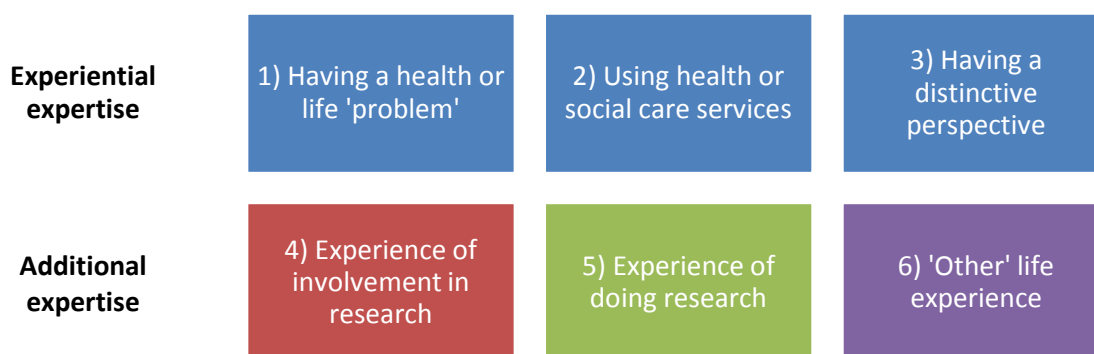 Experiential
expertise
1) Having a health or
life 'problem'
2) Using health or
social care services
3) Having a
distinctive
perspective
Additional
expertise
4) Experience of
involvement in
research
5) Experience of
doing research
6) 'Other' life
experience